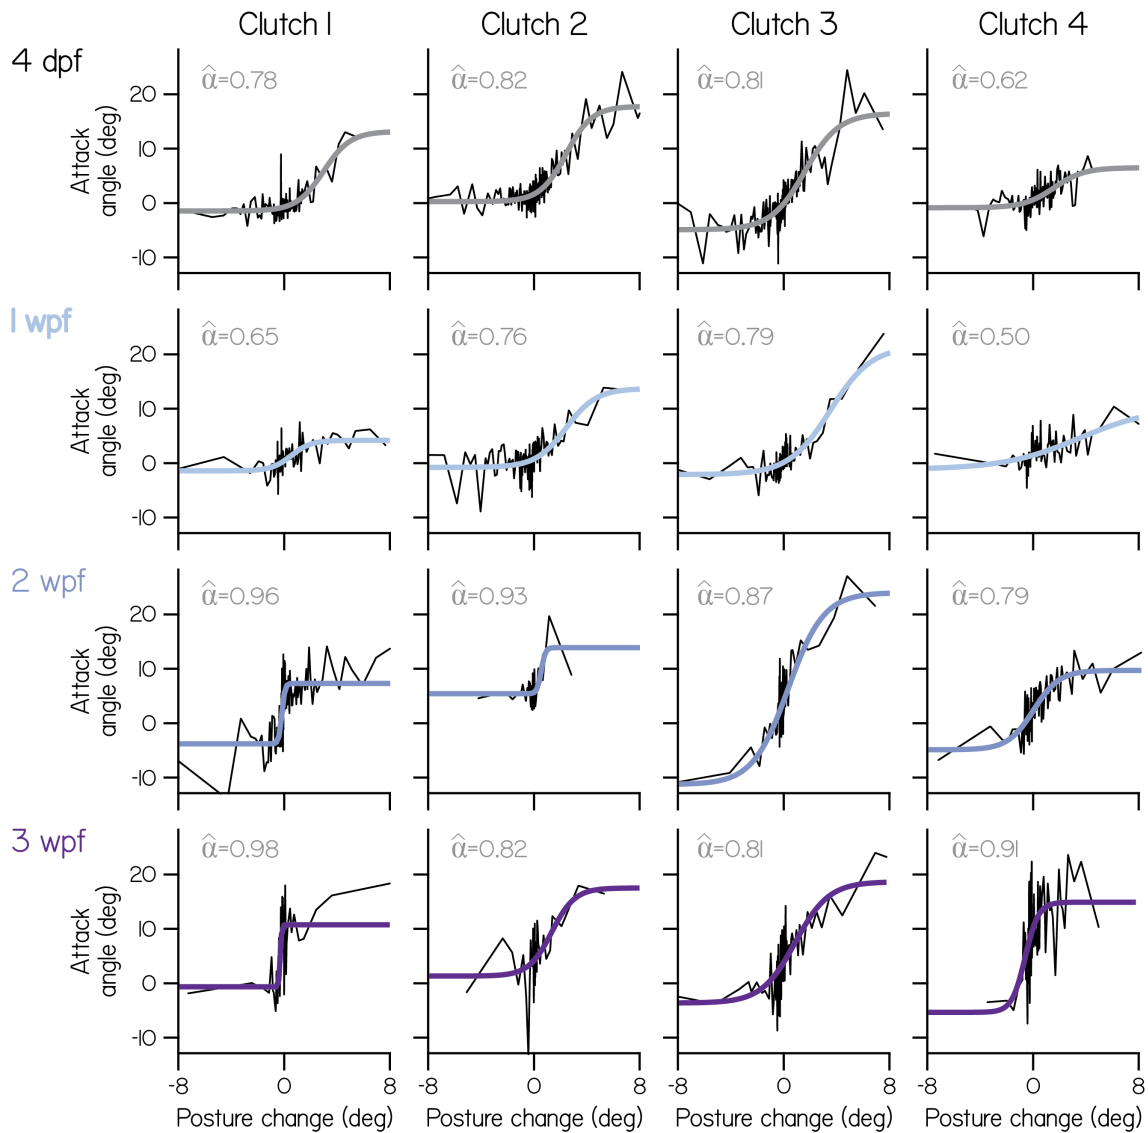 Clutch 1 Clutch 2 Clutch 3 Clutch 4
4 dpf
α̂=0.78 α̂=0.82 α̂=0.81 α̂=0.62
Attack
angle (deg)
20
10
0
-10
1 wpf
α̂=0.65 α̂=0.76 α̂=0.79 α̂=0.50
Attack
angle (deg)
20
10
0
-10
2 wpf
α̂=0.96 α̂=0.93 α̂=0.87 α̂=0.79
Attack
angle (deg)
20
10
0
-10
3 wpf
α̂=0.98 α̂=0.82 α̂=0.81 α̂=0.91
Attack
angle (deg)
20
10
0
-10
-8 0 8 -8 0 8 -8 0 8 -8 0 8
Posture change (deg) Posture change (deg) Posture change (deg) Posture change (deg)